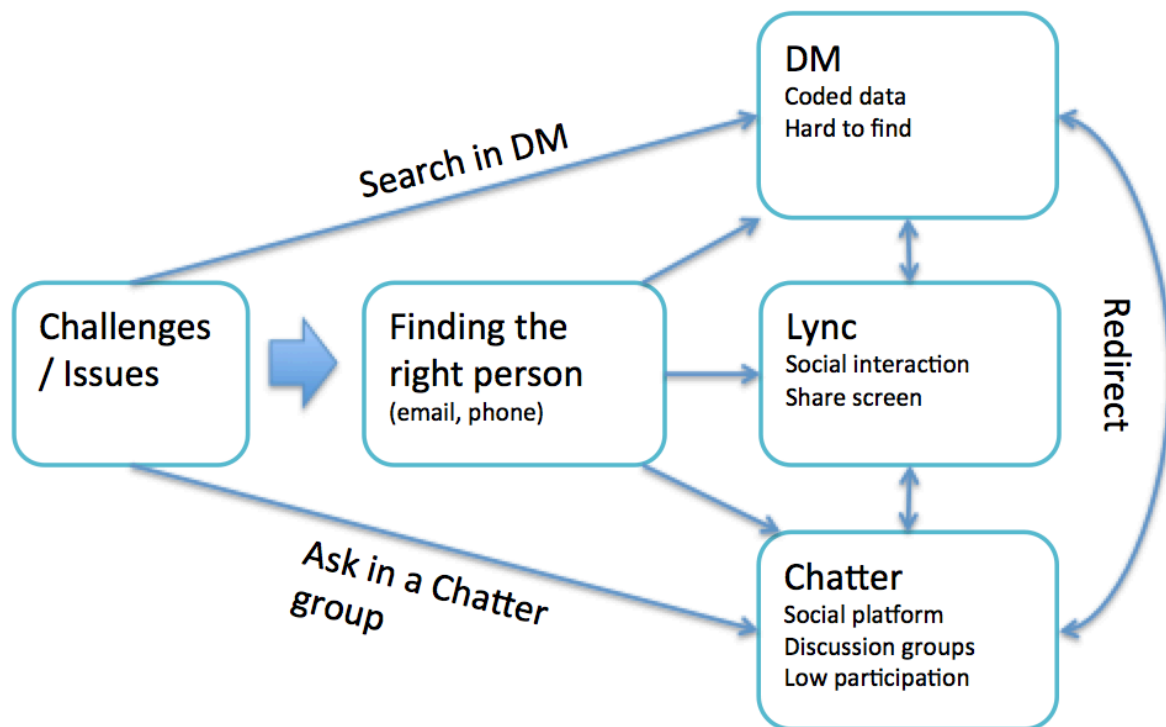 DM
Coded data
Hard to find
Search in DM
Challenges
/ Issues
Finding the
right person
(email, phone)
Lync
Social interaction
Share screen
Redirect
Ask in a Chatter
group
Chatter
Social platform
Discussion groups
Low participation